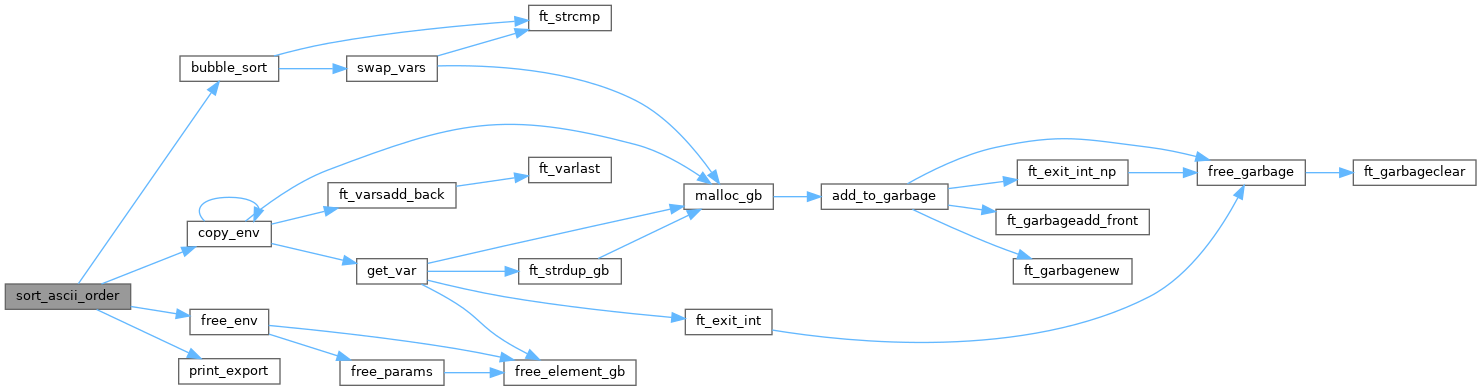 sort_ascii_order
bubble_sort
ft_strcmp
swap_vars
copy_env
ft_varsadd_back
ft_varlast
malloc_gb
add_to_garbage
ft_exit_int_np
free_garbage
ft_garbageclear
ft_garbageadd_front
ft_garbagenew
get_var
ft_strdup_gb
ft_exit_int
free_env
free_params
free_element_gb
print_export